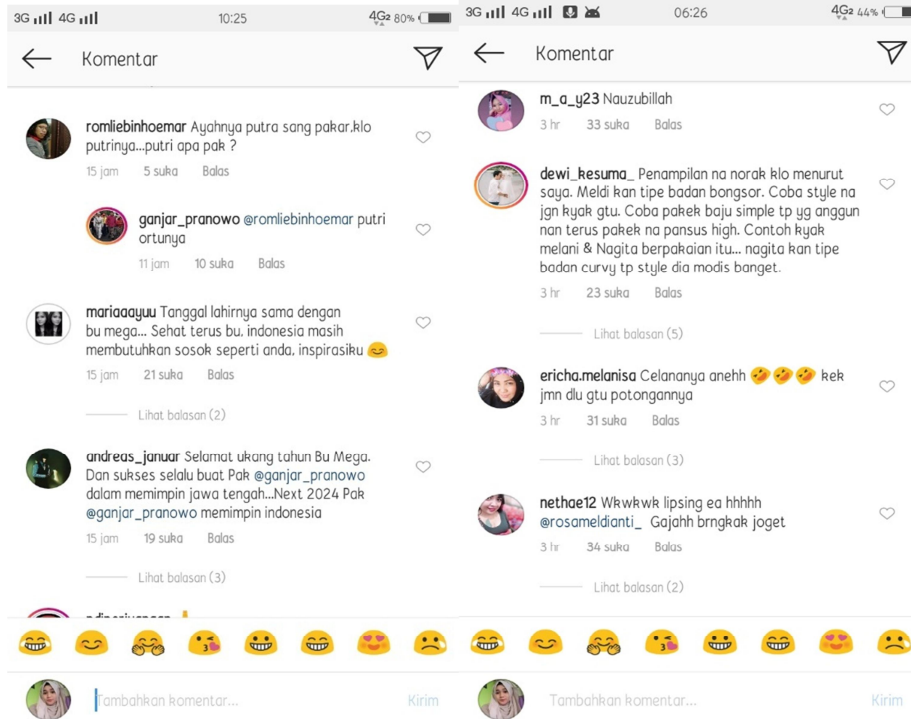 3G 4G 10:25 4G2 80%
Komentar
romliebinhoemar Ayahnya putra sang pakar,klo
putrinya...putri apa pak ?
15 jam 5 suka Balas
ganjar_pranowo @romliebinhoemar putri
ortunya
11 jam 10 suka Balas
mariaaayuu Tanggal lahirnya sama dengan
bu mega... Sehat terus bu, indonesia masih
membutuhkan sosok seperti anda, inspirasiku 😊
15 jam 21 suka Balas
Lihat balasan (2)
andreas_januar Selamat ukang tahun Bu Mega.
Dan sukses selalu buat Pak @ganjar_pranowo
dalam memimpin jawa tengah...Next 2024 Pak
@ganjar_pranowo memimpin indonesia
15 jam 19 suka Balas
Lihat balasan (3)
Tambahkan komentar... Kirim
3G 4G 06:26 4G2 44%
Komentar
m_a_y23 Nauzubillah
3 hr 33 suka Balas
dewi_kesuma_ Penampilan na norak klo menurut
saya. Meldi kan tipe badan bongsor. Coba style na
jgn kyak gtu. Coba pakek baju simple tp yg anggun
nan terus pakek na pansus high. Contoh kyak
melani & Nagita berpakaian itu... nagita kan tipe
badan curvy tp style dia modis banget.
3 hr 23 suka Balas
Lihat balasan (5)
ericha.melanisa Celananya anehh 🤣🤣🤣 kek
jmn dlu gtu potongannya
3 hr 31 suka Balas
Lihat balasan (3)
nethae12 Wkwkwk lipsing ea hhhhh
@rosameldianti_ Gajahh brngkak joget
3 hr 34 suka Balas
Lihat balasan (2)
Tambahkan komentar... Kirim